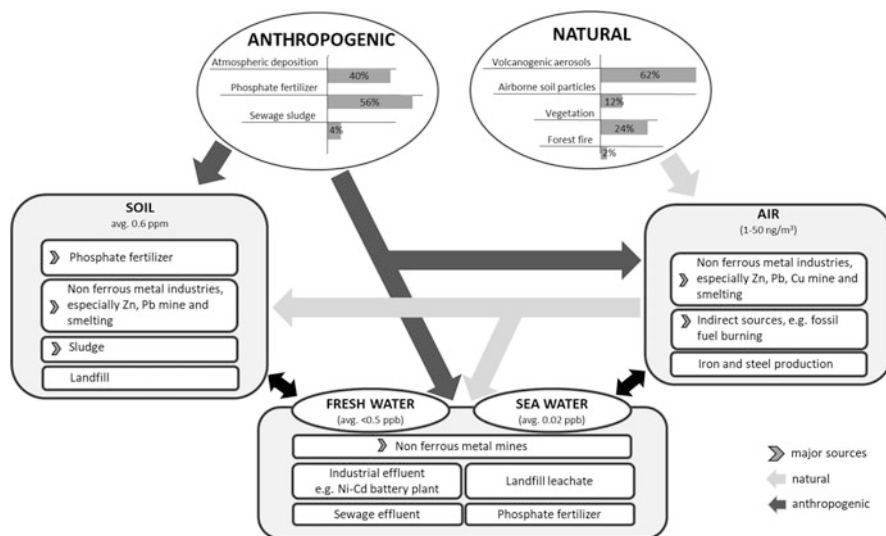 ANTHROPOGENIC
Atmospheric deposition
40%
Phosphate fertilizer
56%
Sewage sludge
4%
NATURAL
Volcanogenic aerosols
62%
Airborne soil particles
12%
Vegetation
24%
Forest fire
2%
SOIL
avg. 0.6 ppm
Phosphate fertilizer
Non ferrous metal industries,
especially Zn, Pb mine and
smelting
Sludge
Landfill
AIR
(1-50 ng/m³)
Non ferrous metal industries,
especially Zn, Pb, Cu mine and
smelting
Indirect sources, e.g. fossil
fuel burning
Iron and steel production
FRESH WATER
(avg. <0.5 ppb)
SEA WATER
(avg. 0.02 ppb)
Non ferrous metal mines
Industrial effluent
e.g. Ni-Cd battery plant
Landfill leachate
Sewage effluent
Phosphate fertilizer
major sources
natural
anthropogenic